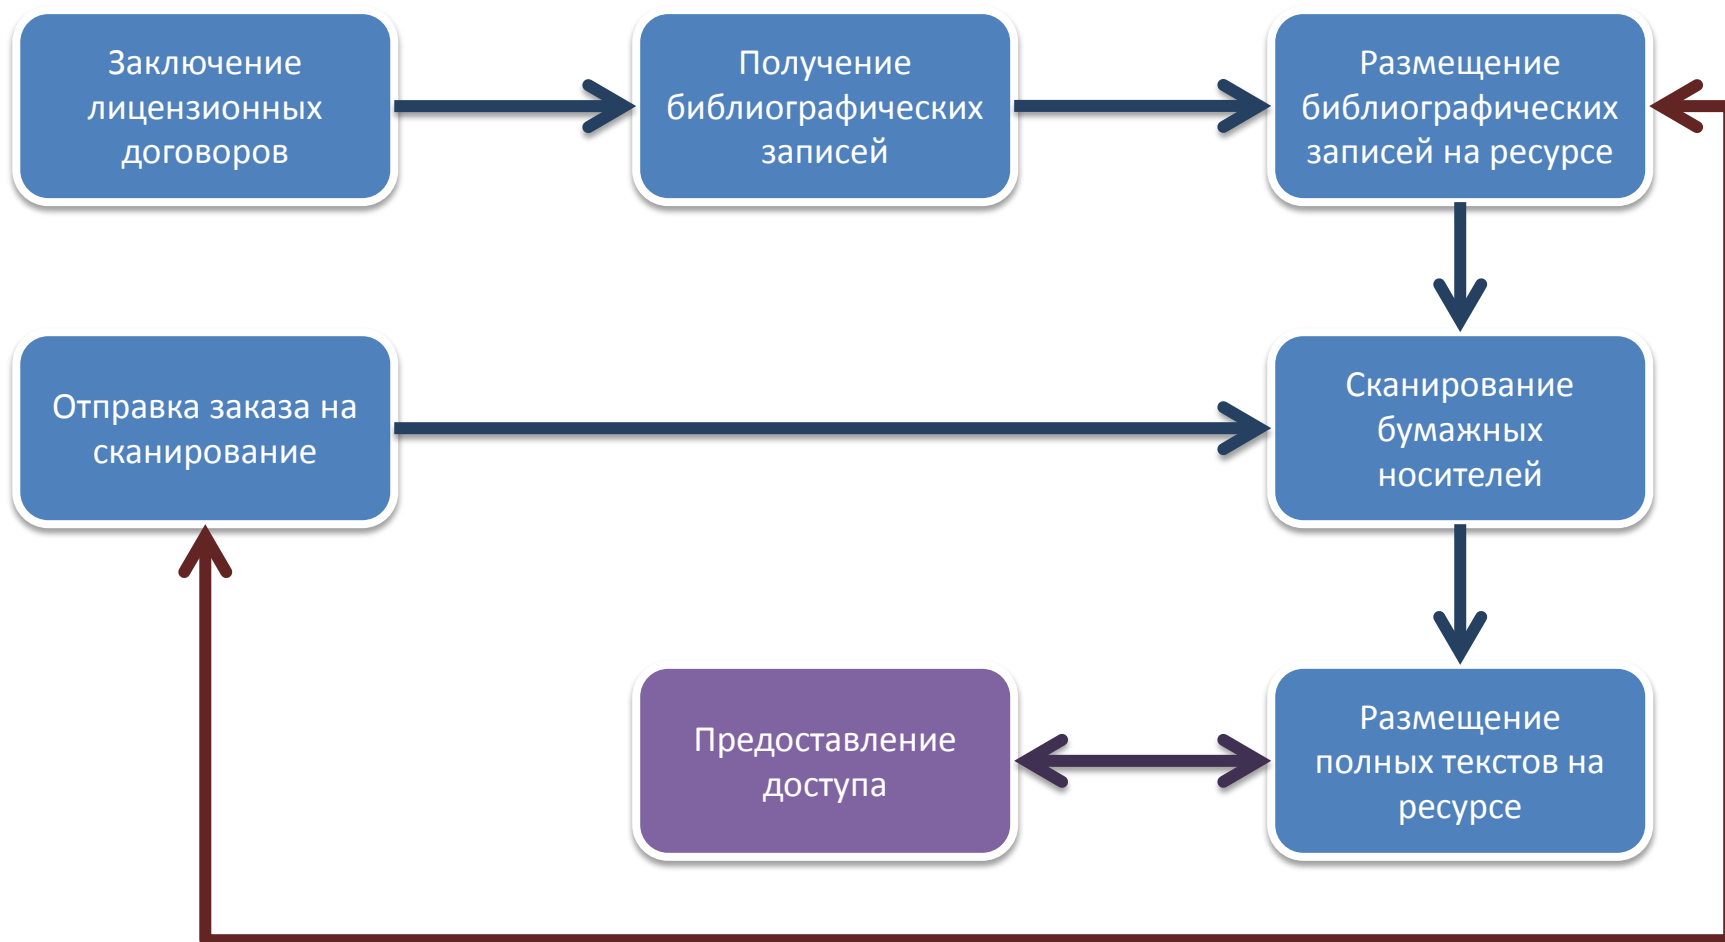 Заключение
лицензионных
договоров
Получение
библиографических
записей
Размещение
библиографических
записей на ресурсе
Отправка заказа на
сканирование
Сканирование
бумажных
носителей
Предоставление
доступа
Размещение
полных текстов на
ресурсе